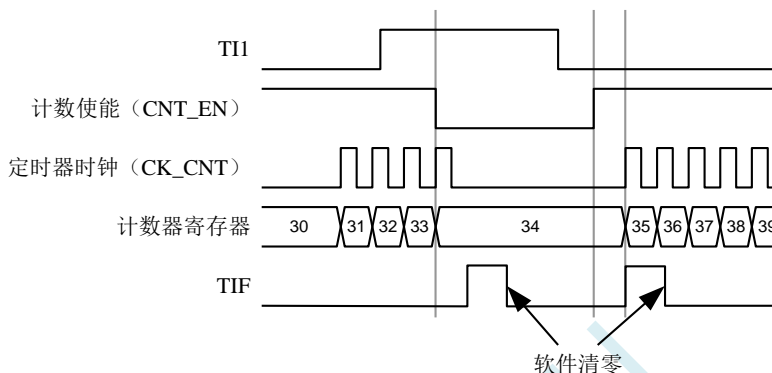 TI1
计数使能（CNT_EN）
定时器时钟（CK_CNT）
计数器寄存器 30 31 32 33 34 35 36 37 38 39
TIF
软件清零